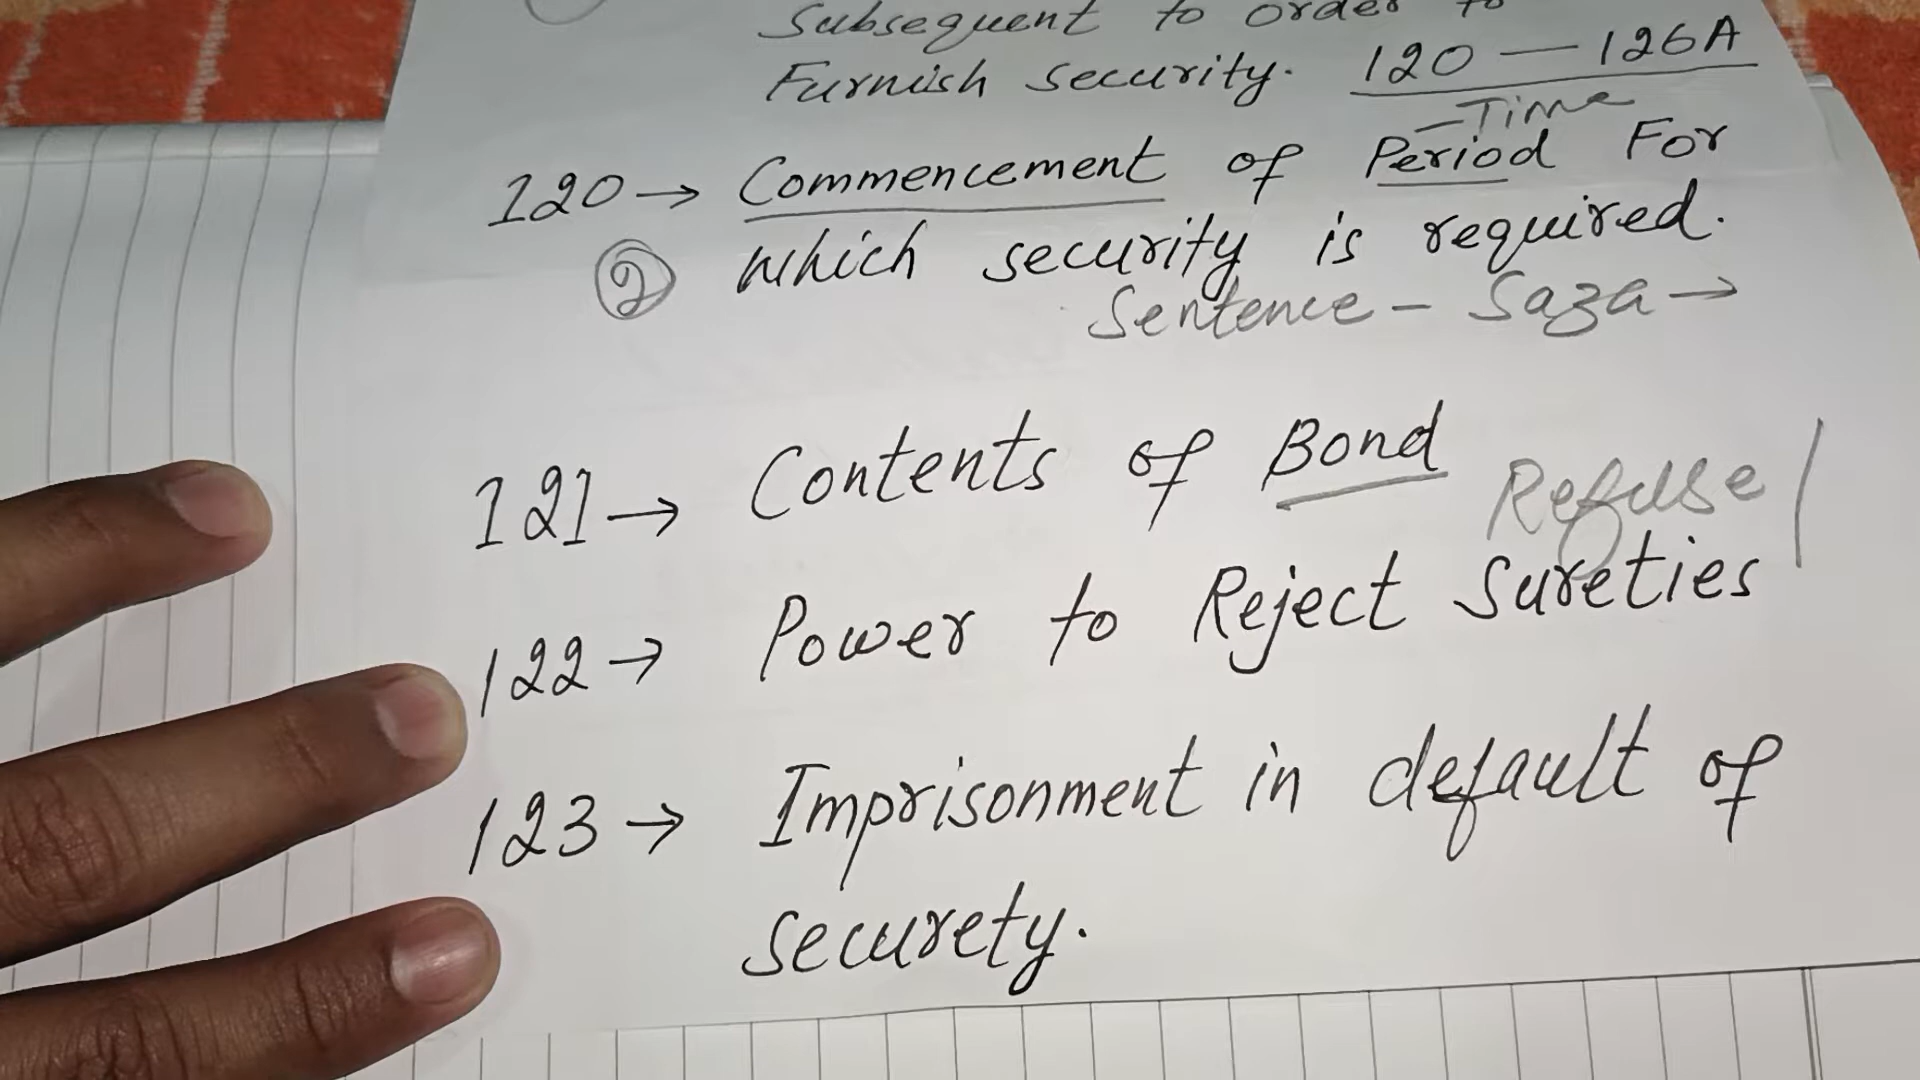 Subsequent to order to
Furnish security. 120 — 126A
— Time
120 → Commencement of Period For
② which security is required.
Sentence - Saza →
121 → Contents of Bond
Refuse /
122 → Power to Reject Sureties
123 → Imprisonment in default of
securety.